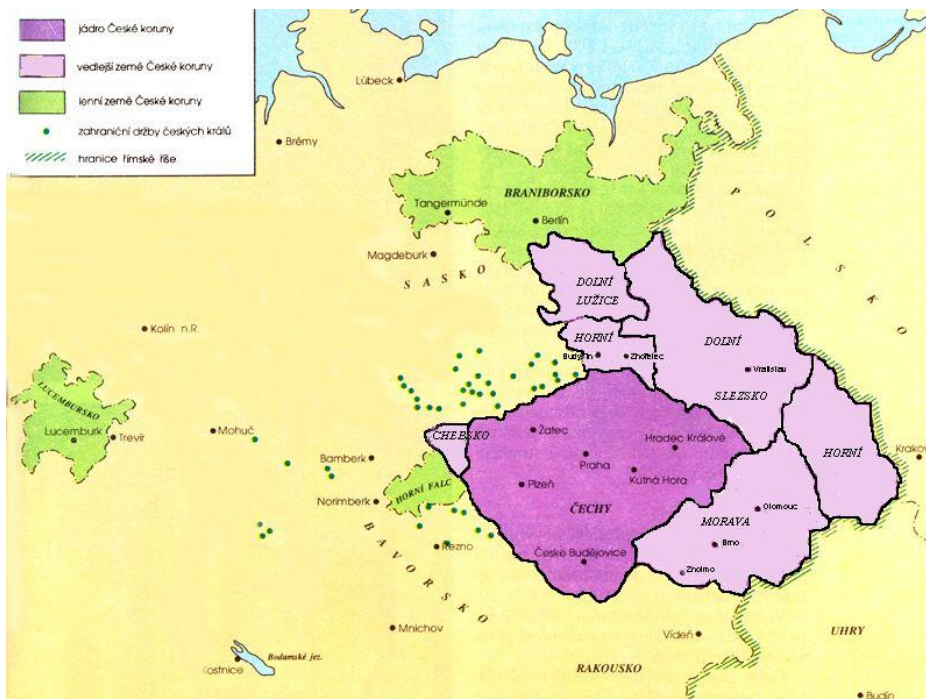 jádro České koruny
vedlejší země České koruny
lenní země České koruny
zahraniční držby českých králů
hranice římské říše
Lübeck
Brémy
BRANIBORSKO
Tangermünde
Berlín
POLSKO
Magdeburk
SASKO
DOLNÍ
LUŽICE
Kolín n.R.
HORNÍ
DOLNÍ
Budyšín
Zhořelec
Vratislav
SLEZSKO
LUCEMBURSKO
Lucemburk
Trevír
Mohuč
CHEBSKO
Žatec
Hradec Králové
HORNÍ
Krakov
Bamberk
Praha
Kutná Hora
HORNÍ FALC
Plzeň
Norimberk
ČECHY
Olomouc
MORAVA
Brno
Řezno
České Budějovice
Znojmo
BAVORSKO
Mnichov
Vídeň
UHRY
Bodamské jez.
Kostnice
RAKOUSKO
Budín